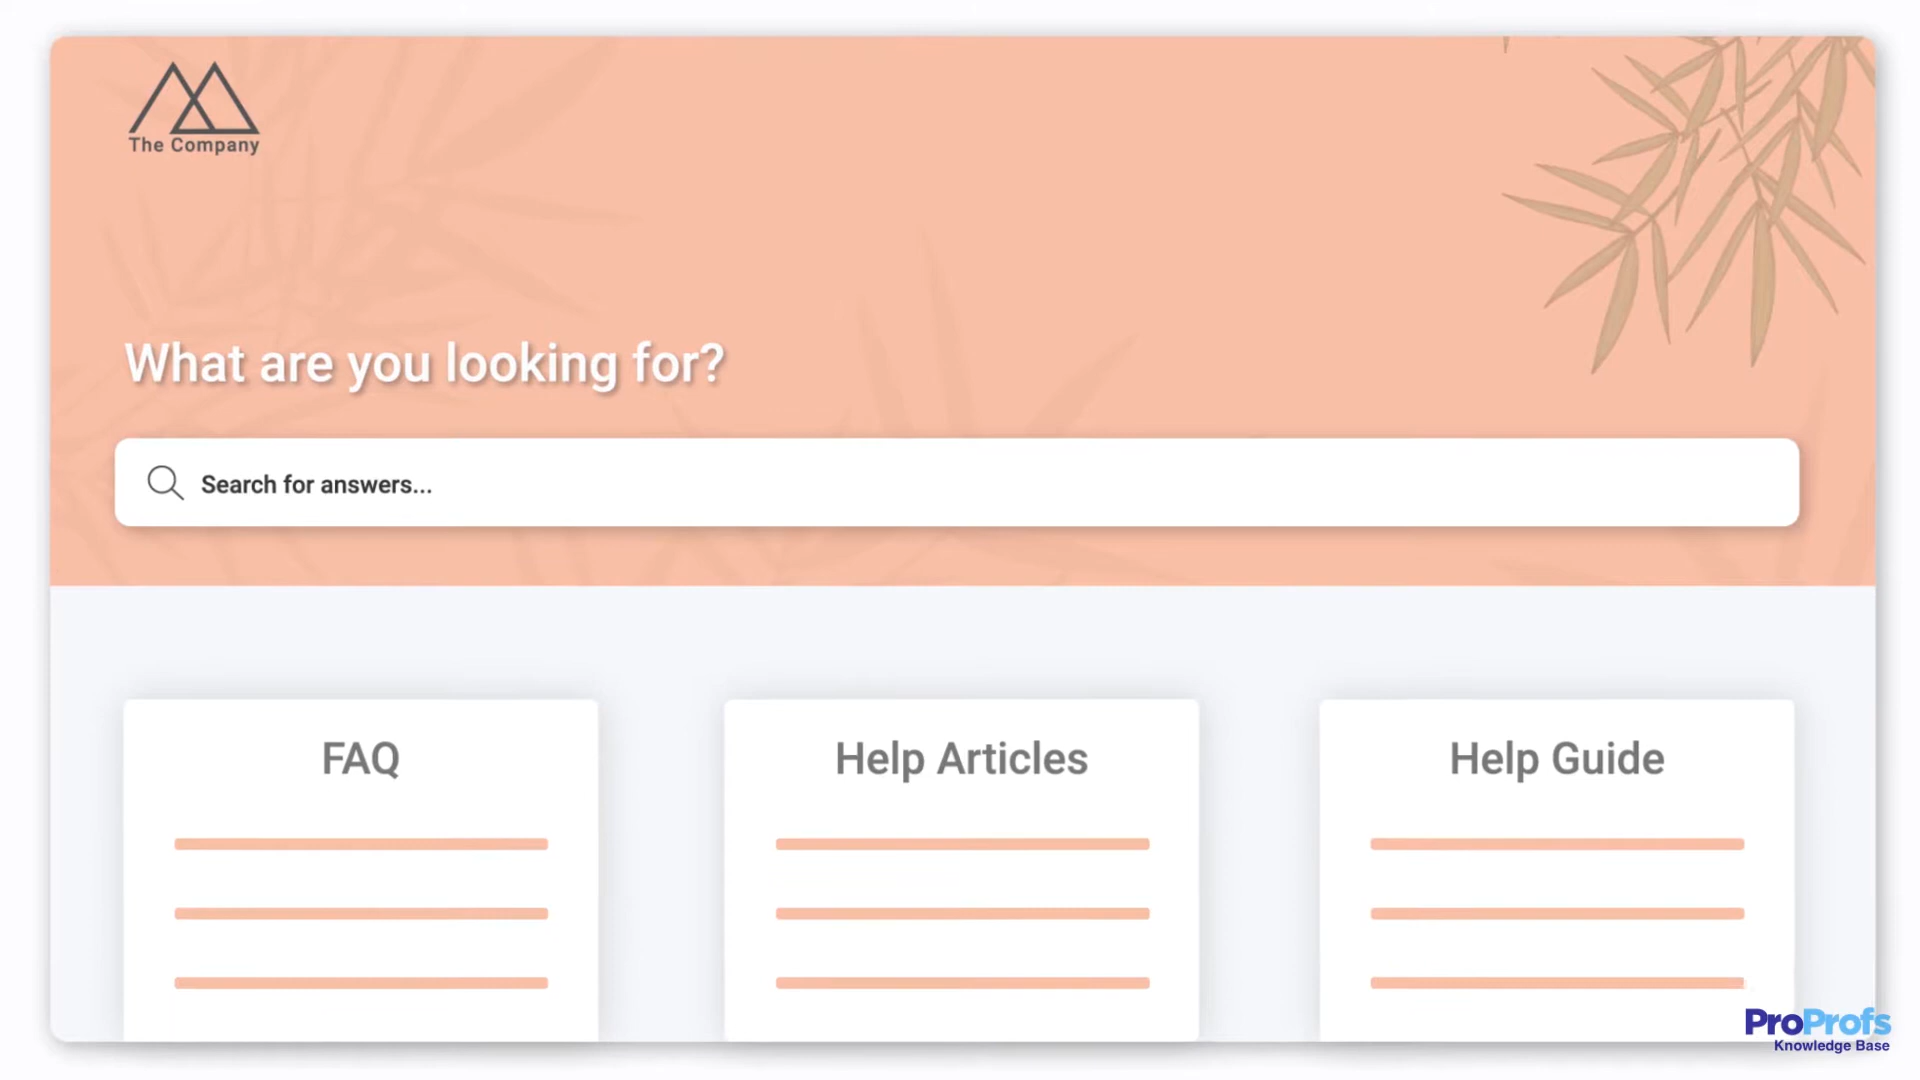 The Company
What are you looking for?
Search for answers...
FAQ
Help Articles
Help Guide
ProProfs
Knowledge Base